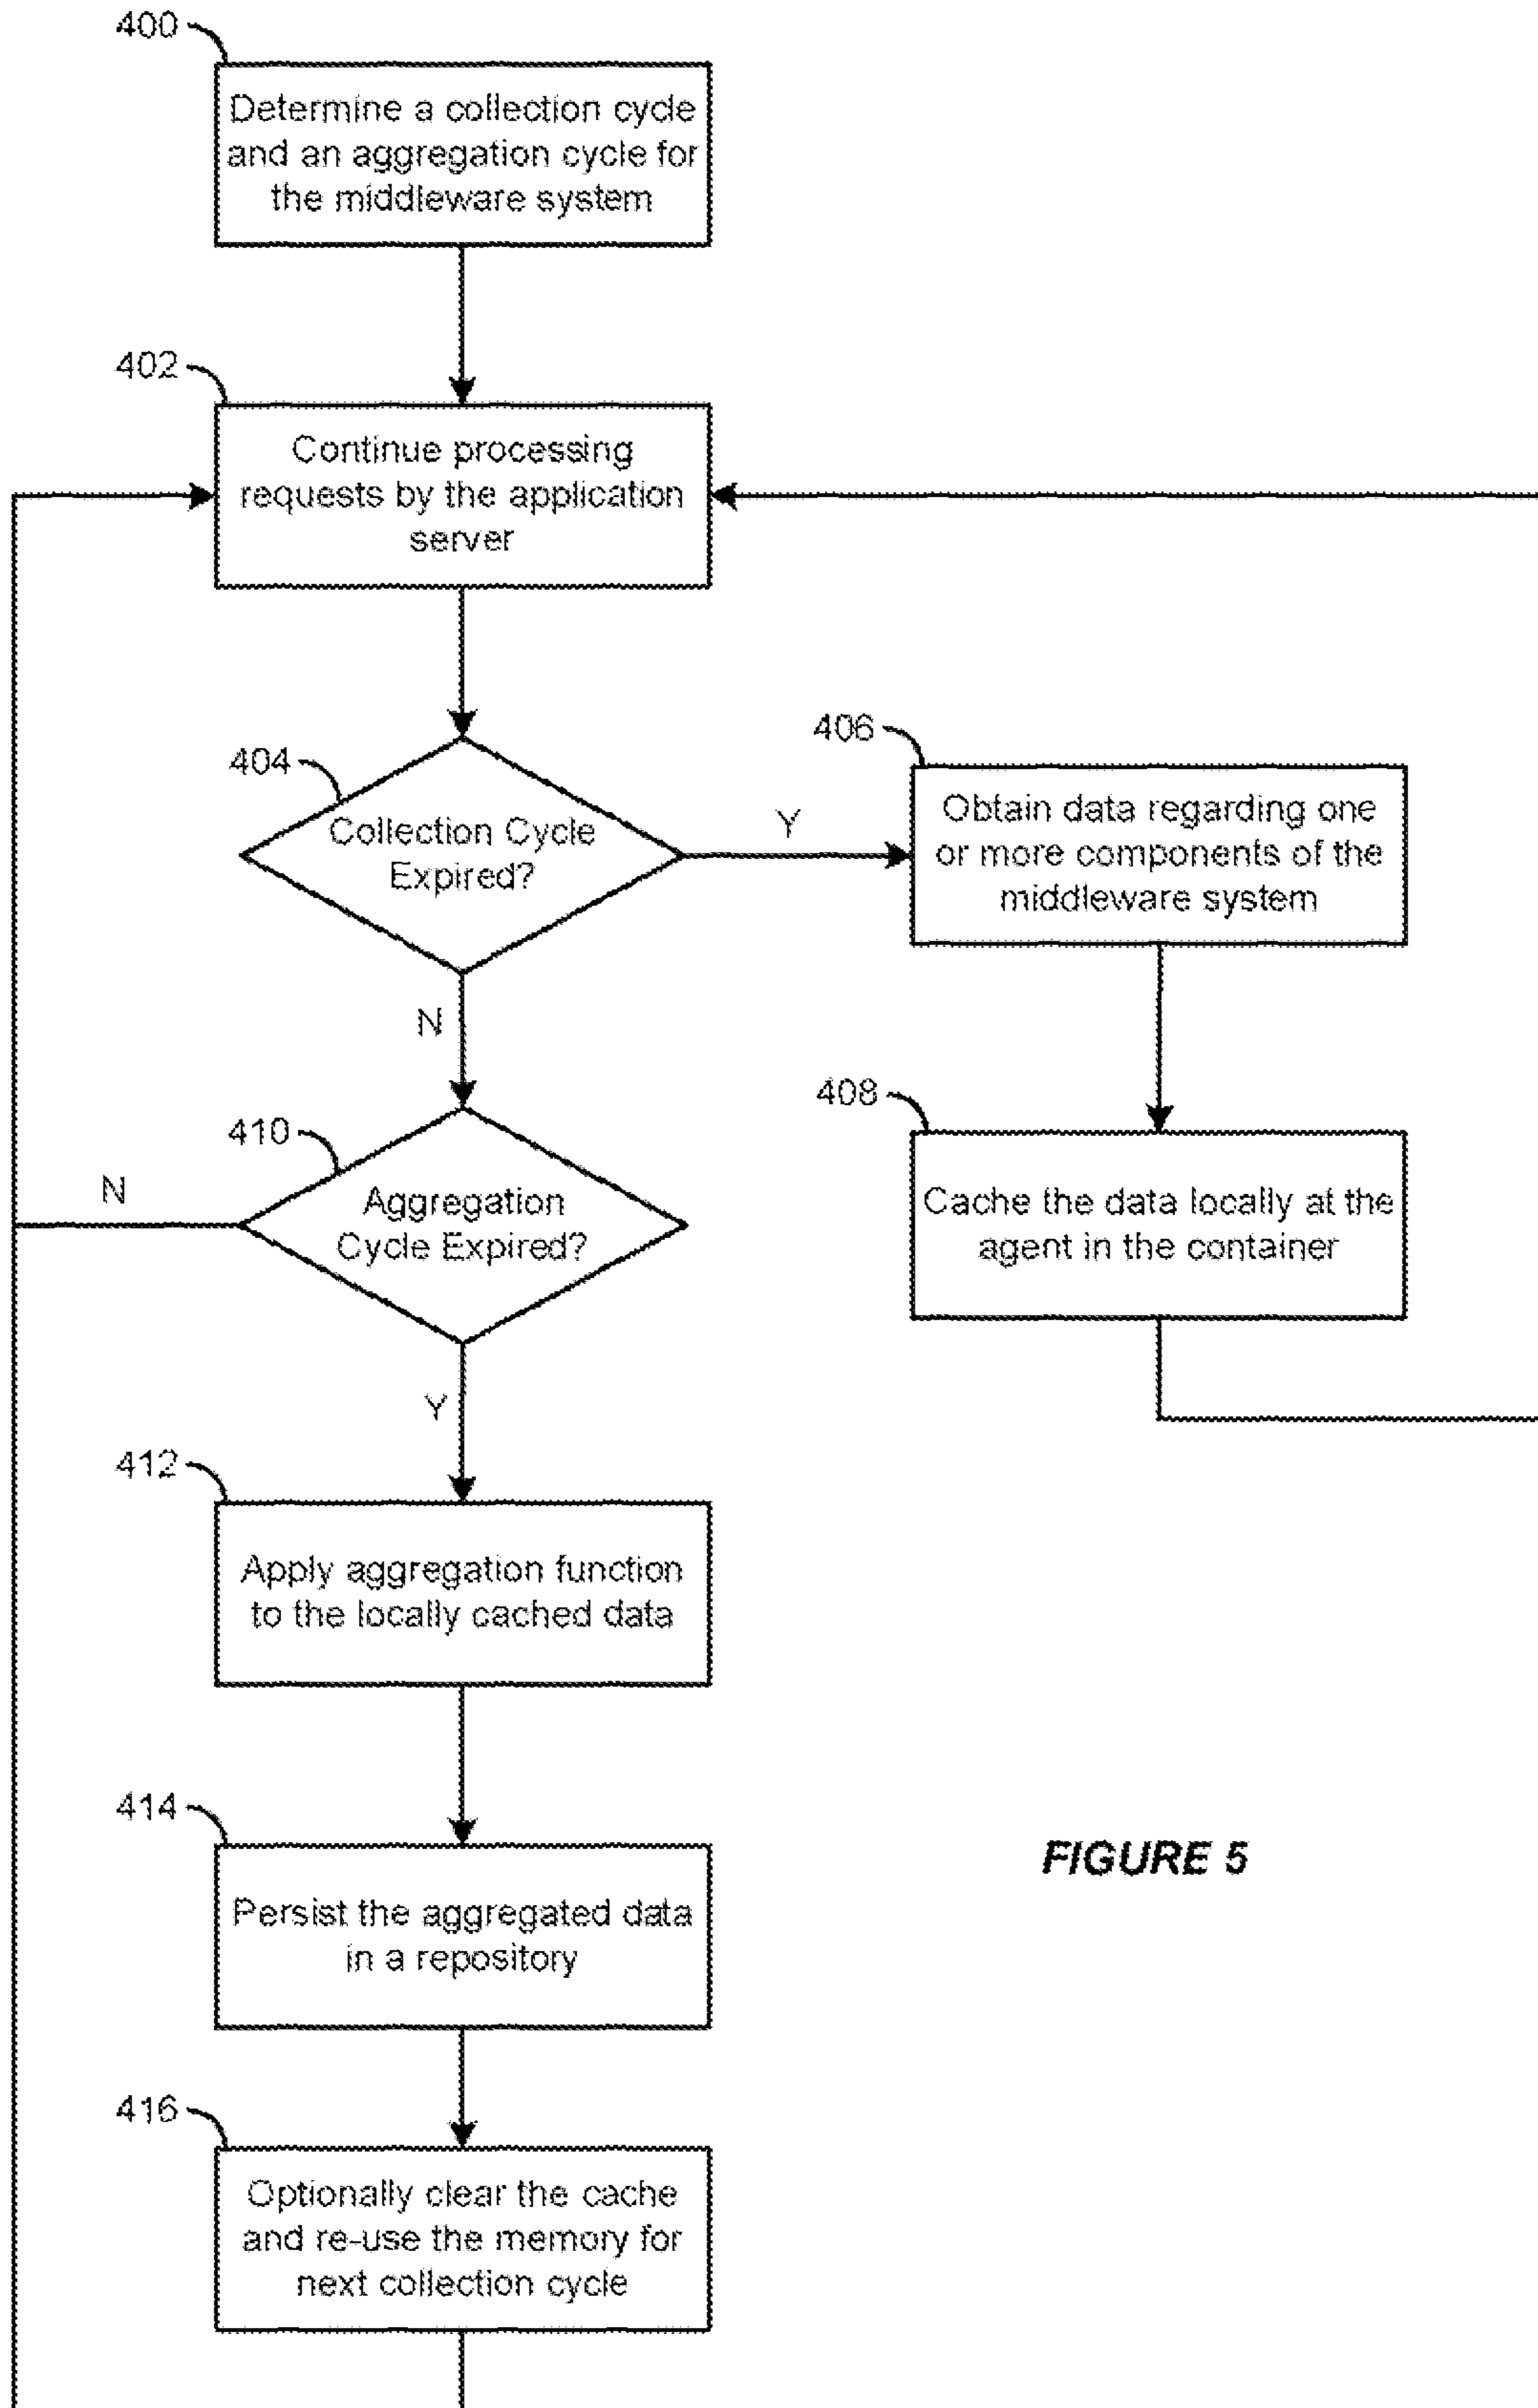 400
Determine a collection cycle
and an aggregation cycle for
the middleware system
402
Continue processing
requests by the application
server
404
Collection Cycle
Expired?
Y
406
Obtain data regarding one
or more components of the
middleware system
N
408
Cache the data locally at the
agent in the container
410
Aggregation
Cycle Expired?
N
Y
412
Apply aggregation function
to the locally cached data
414
Persist the aggregated data
in a repository
FIGURE 5
416
Optionally clear the cache
and re-use the memory for
next collection cycle